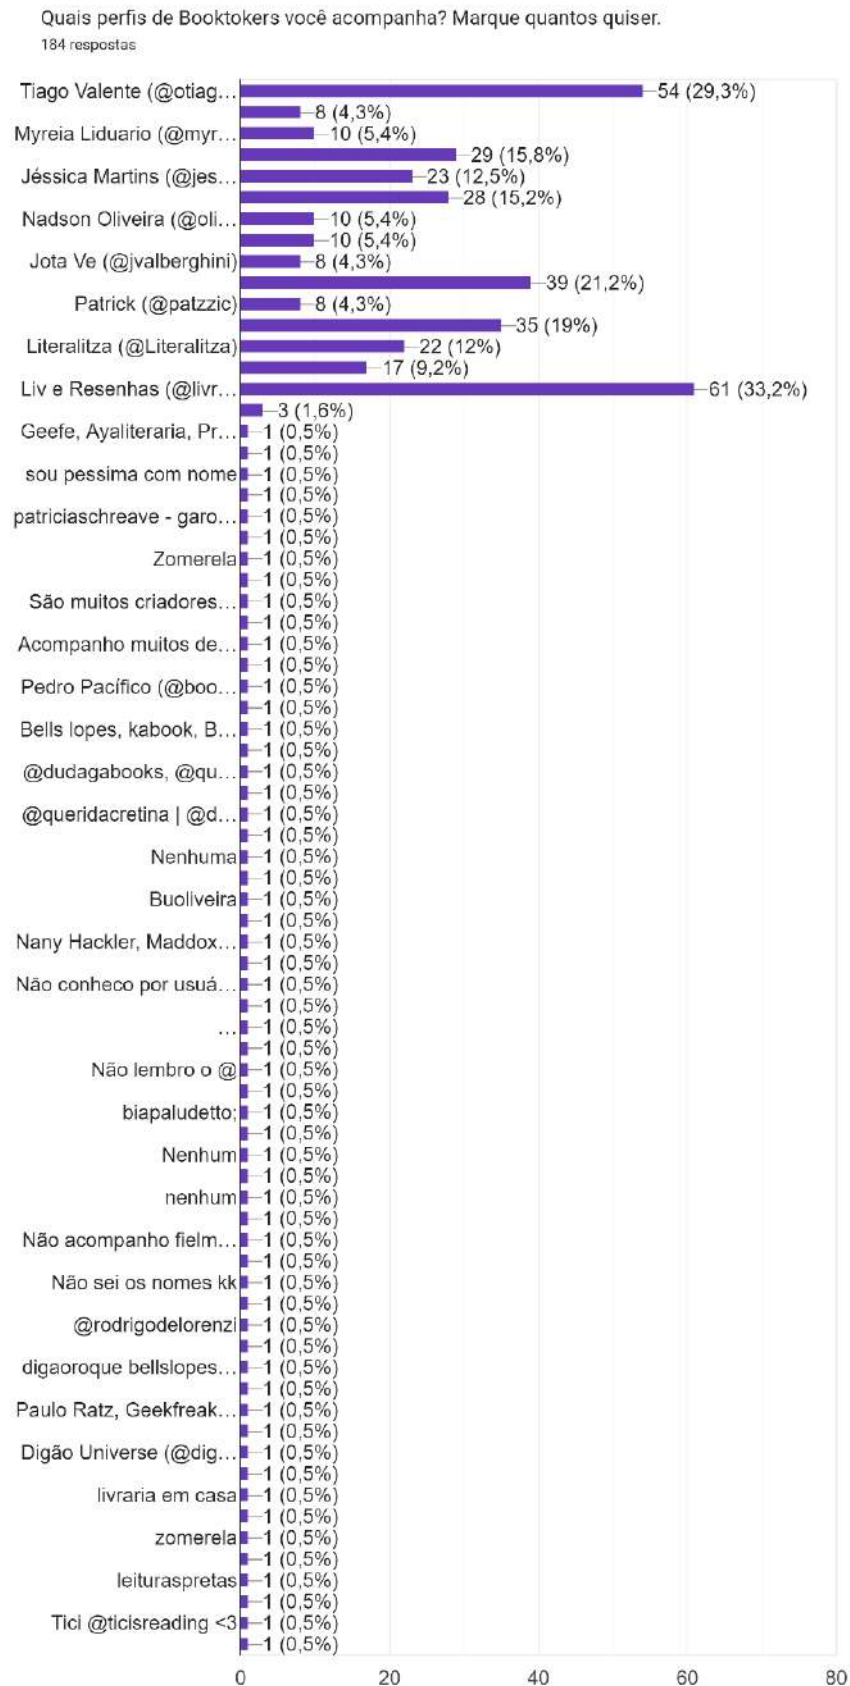 Quais perfis de Booktokers você acompanha? Marque quantos quiser.
184 respostas
Tiago Valente (@otiag… 54 (29,3%)
8 (4,3%)
Myreia Liduario (@myr… 10 (5,4%)
29 (15,8%)
Jéssica Martins (@jes… 23 (12,5%)
28 (15,2%)
Nadson Oliveira (@oli… 10 (5,4%)
10 (5,4%)
Jota Ve (@jvalberghini) 8 (4,3%)
39 (21,2%)
Patrick (@patzzic) 8 (4,3%)
35 (19%)
Literalitza (@Literalitza) 22 (12%)
17 (9,2%)
Liv e Resenhas (@livr… 61 (33,2%)
3 (1,6%)
Geefe, Ayaliteraria, Pr… 1 (0,5%)
1 (0,5%)
sou pessima com nome 1 (0,5%)
1 (0,5%)
patriciaschreave - garo… 1 (0,5%)
1 (0,5%)
Zomerela 1 (0,5%)
1 (0,5%)
São muitos criadores… 1 (0,5%)
1 (0,5%)
Acompanho muitos de… 1 (0,5%)
1 (0,5%)
Pedro Pacífico (@boo… 1 (0,5%)
1 (0,5%)
Bells lopes, kabook, B… 1 (0,5%)
1 (0,5%)
@dudagabooks, @qu… 1 (0,5%)
1 (0,5%)
@queridacretina | @d… 1 (0,5%)
1 (0,5%)
Nenhuma 1 (0,5%)
1 (0,5%)
Buoliveira 1 (0,5%)
1 (0,5%)
Nany Hackler, Maddox… 1 (0,5%)
1 (0,5%)
Não conheco por usuá… 1 (0,5%)
1 (0,5%)
… 1 (0,5%)
1 (0,5%)
Não lembro o @ 1 (0,5%)
1 (0,5%)
biapaludetto; 1 (0,5%)
1 (0,5%)
Nenhum 1 (0,5%)
1 (0,5%)
nenhum 1 (0,5%)
1 (0,5%)
Não acompanho fielm… 1 (0,5%)
1 (0,5%)
Não sei os nomes kk 1 (0,5%)
1 (0,5%)
@rodrigodelorenzi 1 (0,5%)
1 (0,5%)
digaoroque bellslopes… 1 (0,5%)
1 (0,5%)
Paulo Ratz, Geekfreak… 1 (0,5%)
1 (0,5%)
Digão Universe (@dig… 1 (0,5%)
1 (0,5%)
livraria em casa 1 (0,5%)
1 (0,5%)
zomerela 1 (0,5%)
1 (0,5%)
leituraspretas 1 (0,5%)
1 (0,5%)
Tici @ticisreading <3 1 (0,5%)
1 (0,5%)
0 20 40 60 80